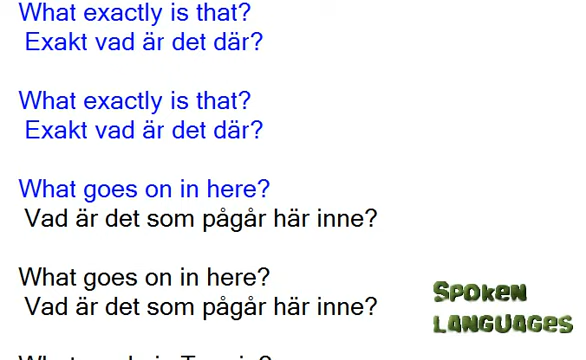 What exactly is that?
Exakt vad är det där?
What exactly is that?
Exakt vad är det där?
What goes on in here?
Vad är det som pågår här inne?
What goes on in here?
Vad är det som pågår här inne?
Spoken
Languages